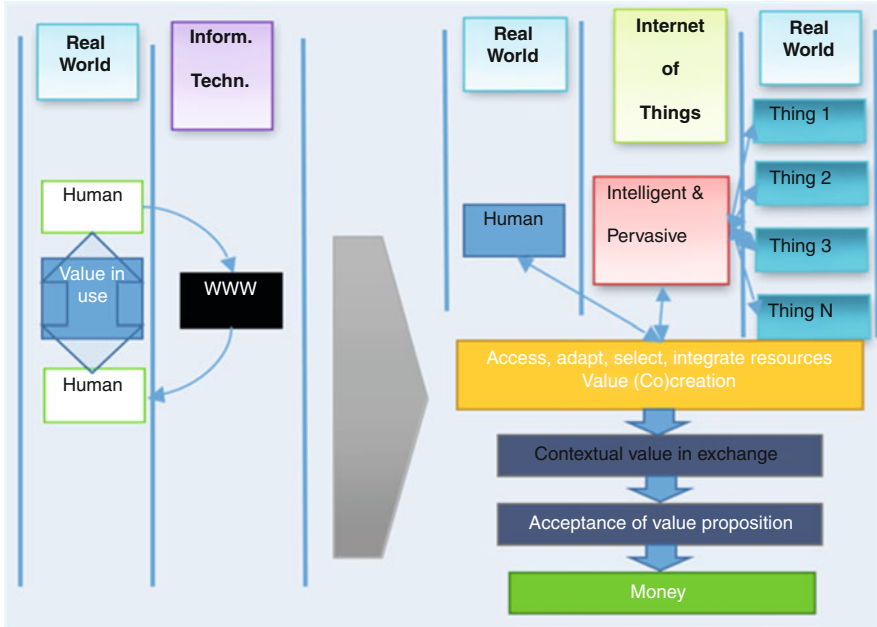 Real
World
Inform.
Techn.
Human
Value in
use
WWW
Human
Real
World
Internet
of
Things
Real
World
Thing 1
Thing 2
Thing 3
Thing N
Human
Intelligent &
Pervasive
Access, adapt, select, integrate resources
Value (Co)creation
Contextual value in exchange
Acceptance of value proposition
Money